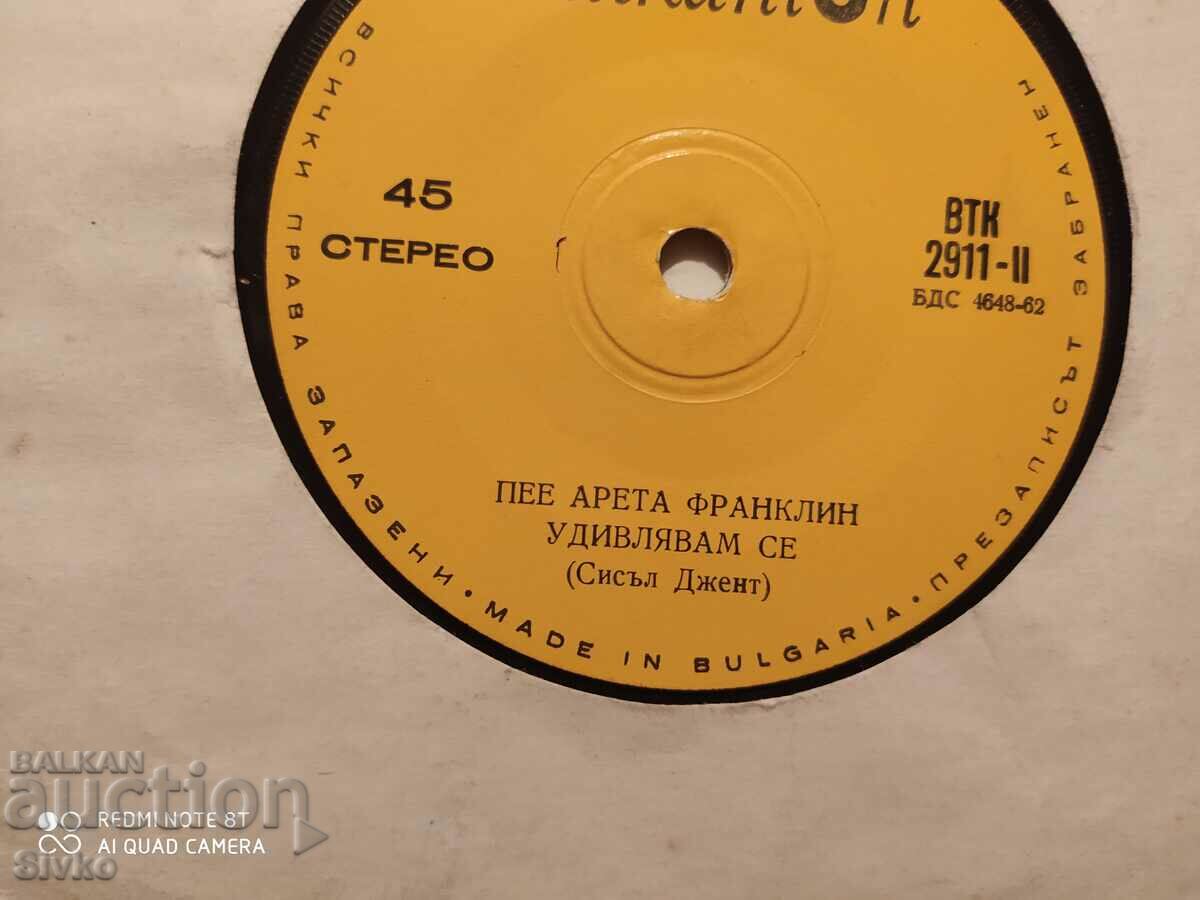 45
СТЕРЕО
ВТК
2911-II
БДС 4648-62
ПЕЕ АРЕТА ФРАНКЛИН
УДИВЛЯВАМ СЕ
(Сисъл Джент)
ВСИЧКИ ПРАВА ЗАПАЗЕНИ • MADE IN BULGARIA • ПРЕЗАПИСЪТ ЗАБРАНЕН
BALKAN
auction
REDMI NOTE 8T
AI QUAD CAMERA
Sivko